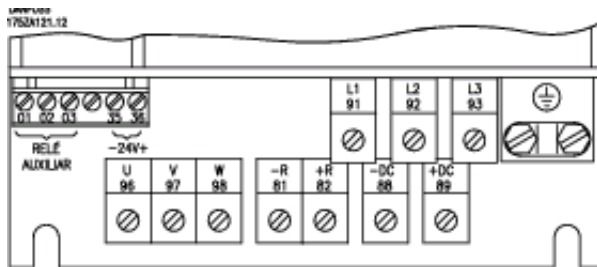 DANFOSS
175ZA121.12
L1 L2 L3
91 92 93
01 02 03 35 36
RELÉ -24V+
AUXILIAR
U V W -R +R -DC +DC
96 97 98 81 82 88 89